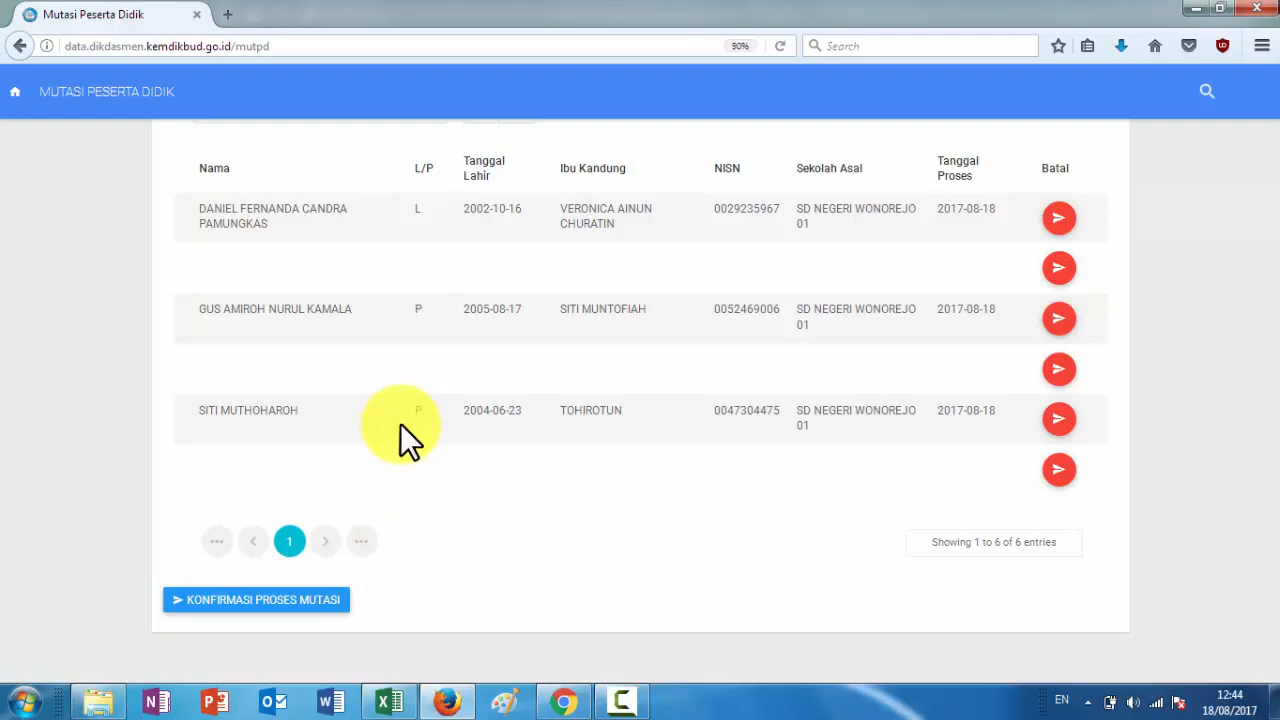 Mutasi Peserta Didik
data.dikdasmen.kemdikbud.go.id/mutpd
90%
Search
MUTASI PESERTA DIDIK
Nama L/P Tanggal Lahir Ibu Kandung NISN Sekolah Asal Tanggal Proses Batal
DANIEL FERNANDA CANDRA PAMUNGKAS L 2002-10-16 VERONICA AINUN CHURATIN 0029235967 SD NEGERI WONOREJO 01 2017-08-18
GUS AMIROH NURUL KAMALA P 2005-08-17 SITI MUNTOFIAH 0052469006 SD NEGERI WONOREJO 01 2017-08-18
SITI MUTHOHAROH P 2004-06-23 TOHIROTUN 0047304475 SD NEGERI WONOREJO 01 2017-08-18
1
Showing 1 to 6 of 6 entries
KONFIRMASI PROSES MUTASI
EN
12:44
18/08/2017